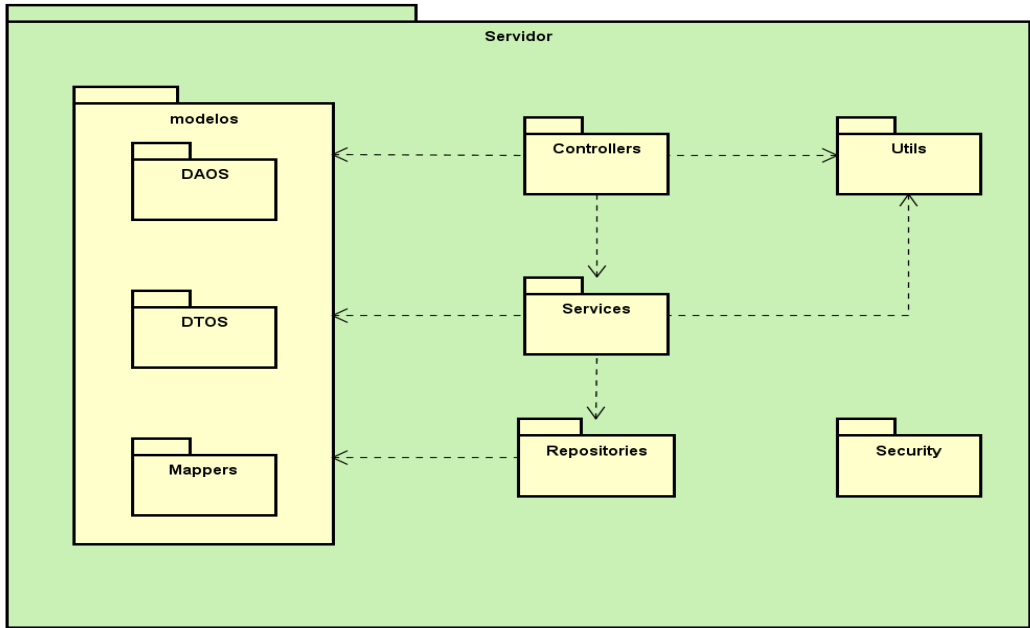 Servidor
modelos
DAOS
DTOS
Mappers
Controllers
Services
Repositories
Utils
Security